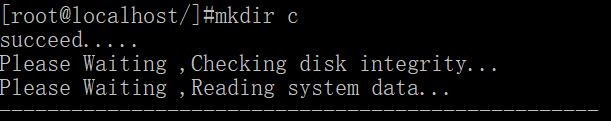 [root@localhost/]#mkdir c
succeed.....
Please Waiting ,Checking disk integrity...
Please Waiting ,Reading system data...
--------------------------------------------------------